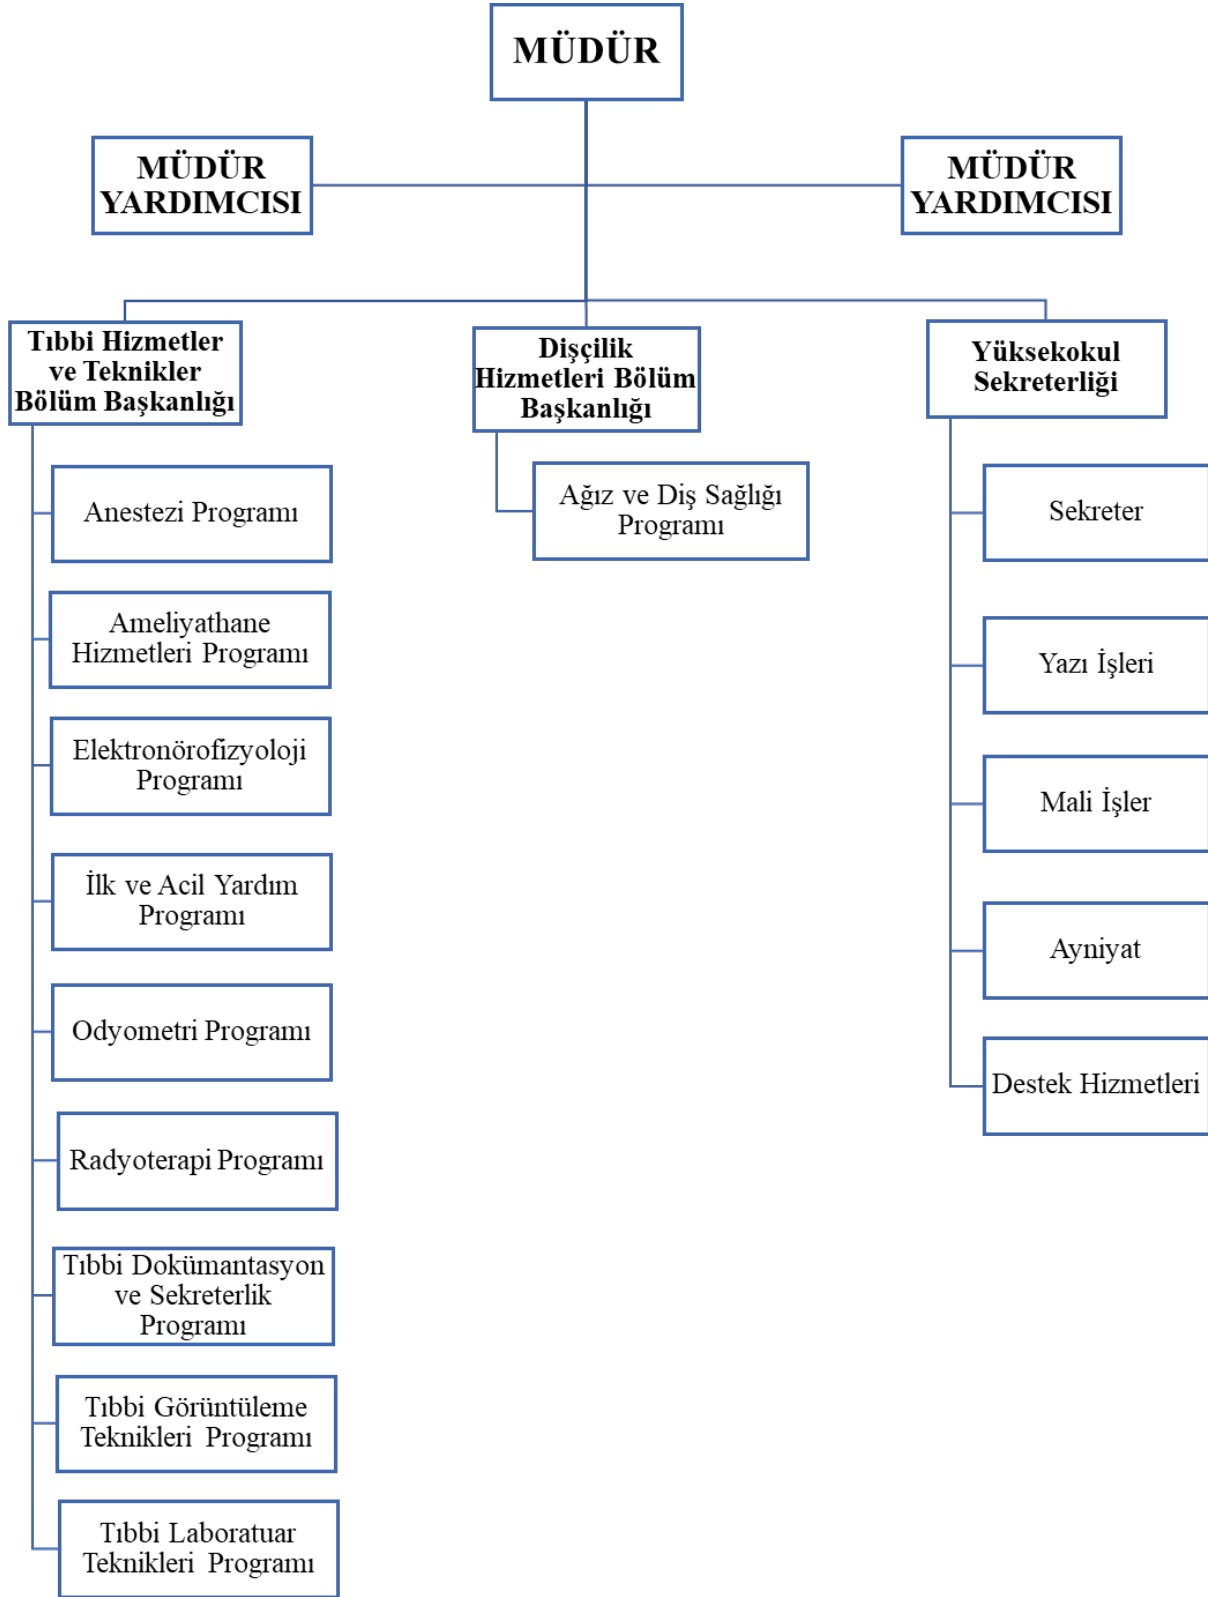 MÜDÜR
MÜDÜR
YARDIMCISI
MÜDÜR
YARDIMCISI
Tıbbi Hizmetler
ve Teknikler
Bölüm Başkanlığı
Anestezi Programı
Ameliyathane
Hizmetleri Programı
Elektronörofizyoloji
Programı
İlk ve Acil Yardım
Programı
Odyometri Programı
Radyoterapi Programı
Tıbbi Dokümantasyon
ve Sekreterlik
Programı
Tıbbi Görüntüleme
Teknikleri Programı
Tıbbi Laboratuar
Teknikleri Programı
Dişçilik
Hizmetleri Bölüm
Başkanlığı
Ağız ve Diş Sağlığı
Programı
Yüksekokul
Sekreterliği
Sekreter
Yazı İşleri
Mali İşler
Ayniyat
Destek Hizmetleri